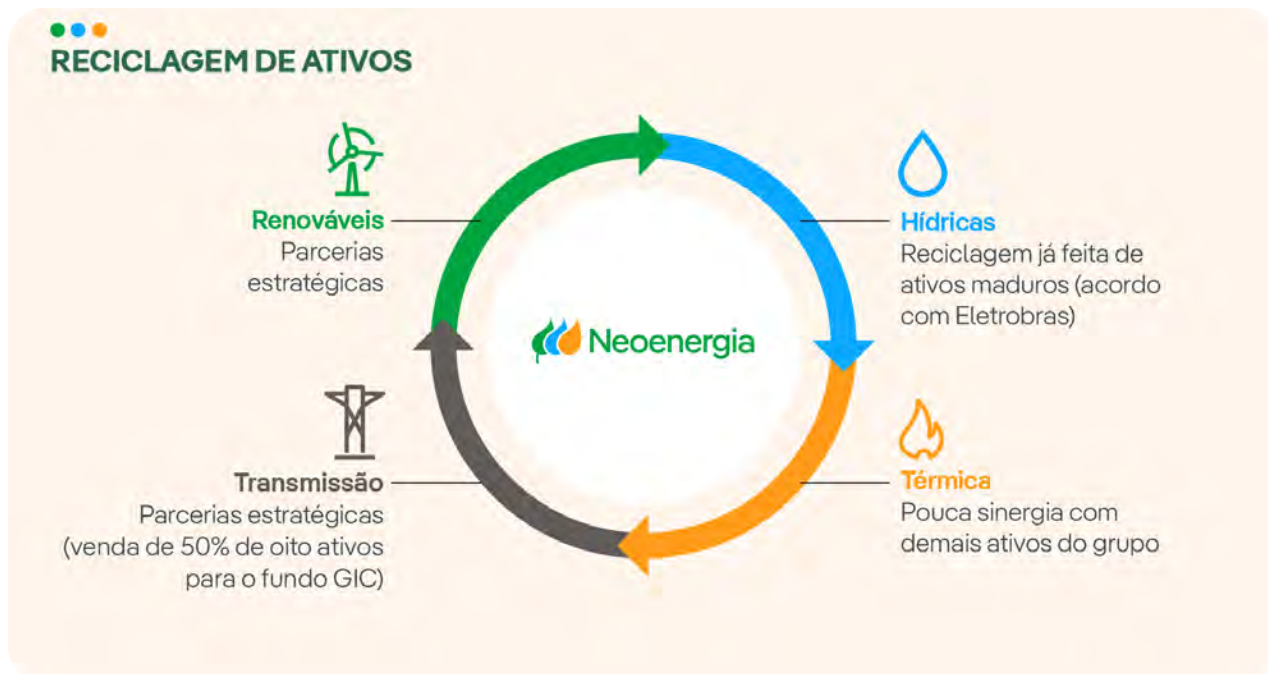 RECICLAGEM DE ATIVOS
Renováveis
Parcerias
estratégicas
Hídricas
Reciclagem já feita de
ativos maduros (acordo
com Eletrobras)
Neoenergia
Transmissão
Parcerias estratégicas
(venda de 50% de oito ativos
para o fundo GIC)
Térmica
Pouca sinergia com
demais ativos do grupo